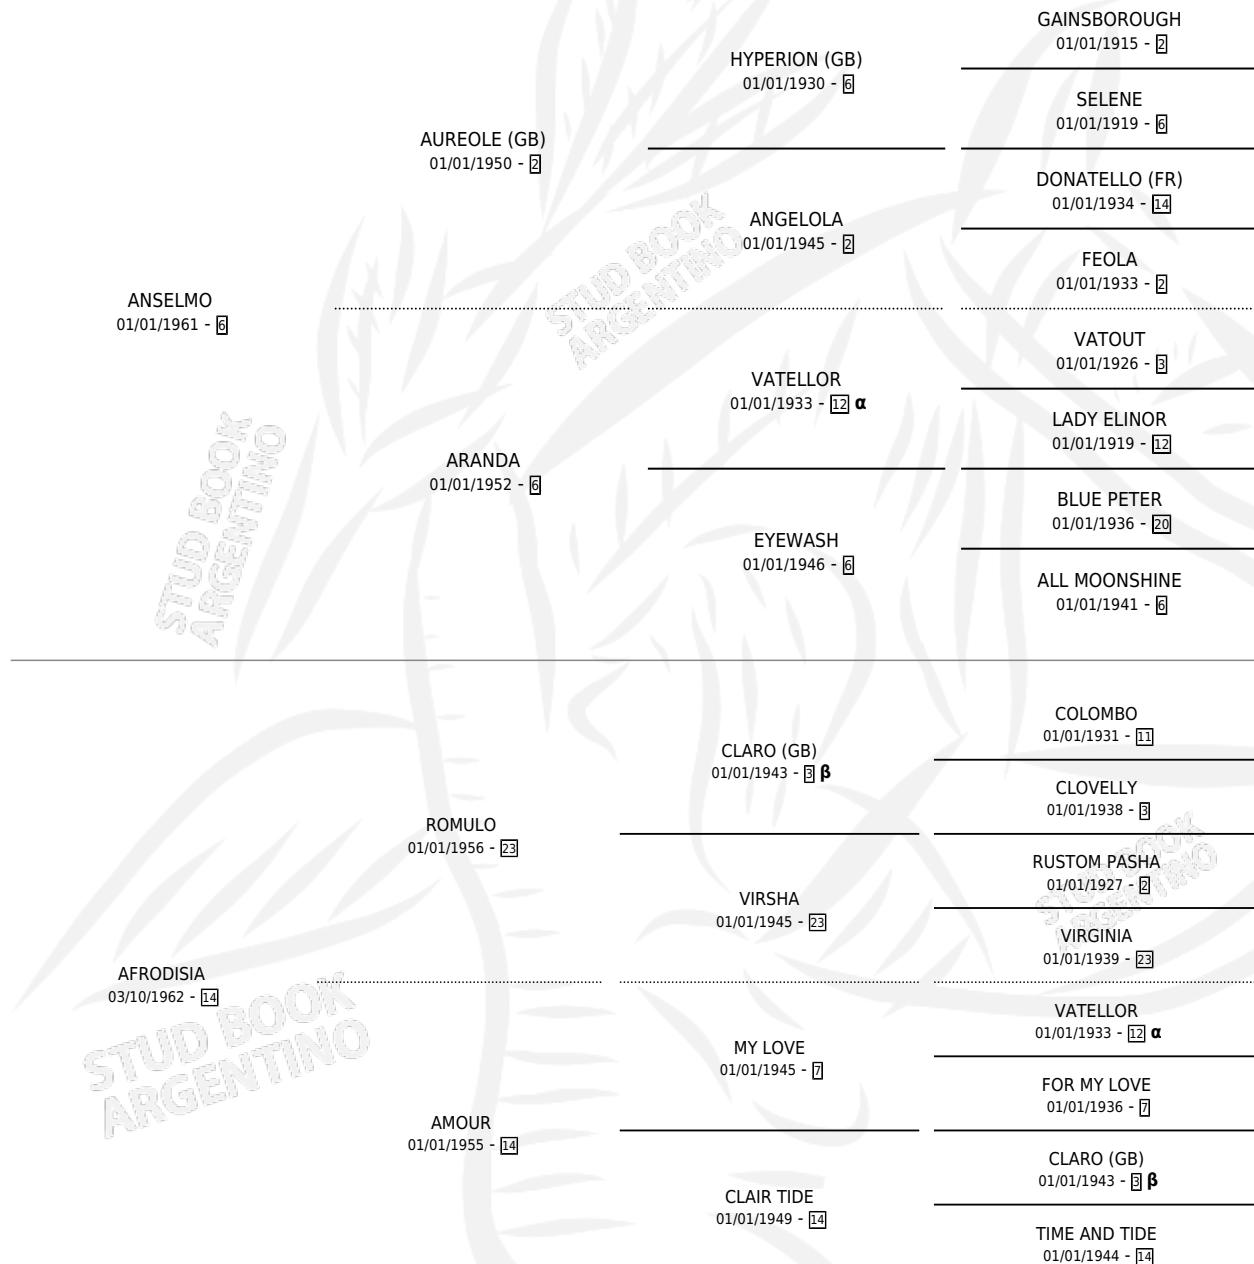 GAINSBOROUGH
01/01/1915 - 2
HYPERION (GB)
01/01/1930 - 6
SELENE
01/01/1919 - 6
AUREOLE (GB)
01/01/1950 - 2
DONATELLO (FR)
01/01/1934 - 14
ANGELOLA
01/01/1945 - 2
FEOLA
01/01/1933 - 2
ANSELMO
01/01/1961 - 6
VATOUT
01/01/1926 - 3
VATELLOR
01/01/1933 - 12 α
LADY ELINOR
01/01/1919 - 12
ARANDA
01/01/1952 - 6
BLUE PETER
01/01/1936 - 20
EYEWASH
01/01/1946 - 6
ALL MOONSHINE
01/01/1941 - 6
COLOMBO
01/01/1931 - 11
CLARO (GB)
01/01/1943 - 3 β
CLOVELLY
01/01/1938 - 3
ROMULO
01/01/1956 - 23
RUSTOM PASHA
01/01/1927 - 2
VIRSHA
01/01/1945 - 23
VIRGINIA
01/01/1939 - 23
AFRODISIA
03/10/1962 - 14
VATELLOR
01/01/1933 - 12 α
MY LOVE
01/01/1945 - 7
FOR MY LOVE
01/01/1936 - 7
AMOUR
01/01/1955 - 14
CLARO (GB)
01/01/1943 - 3 β
CLAIR TIDE
01/01/1949 - 14
TIME AND TIDE
01/01/1944 - 14
STUD BOOK
ARGENTINO
STUD BOOK
ARGENTINO
STUD BOOK
ARGENTINO
STUD BOOK
ARGENTINO